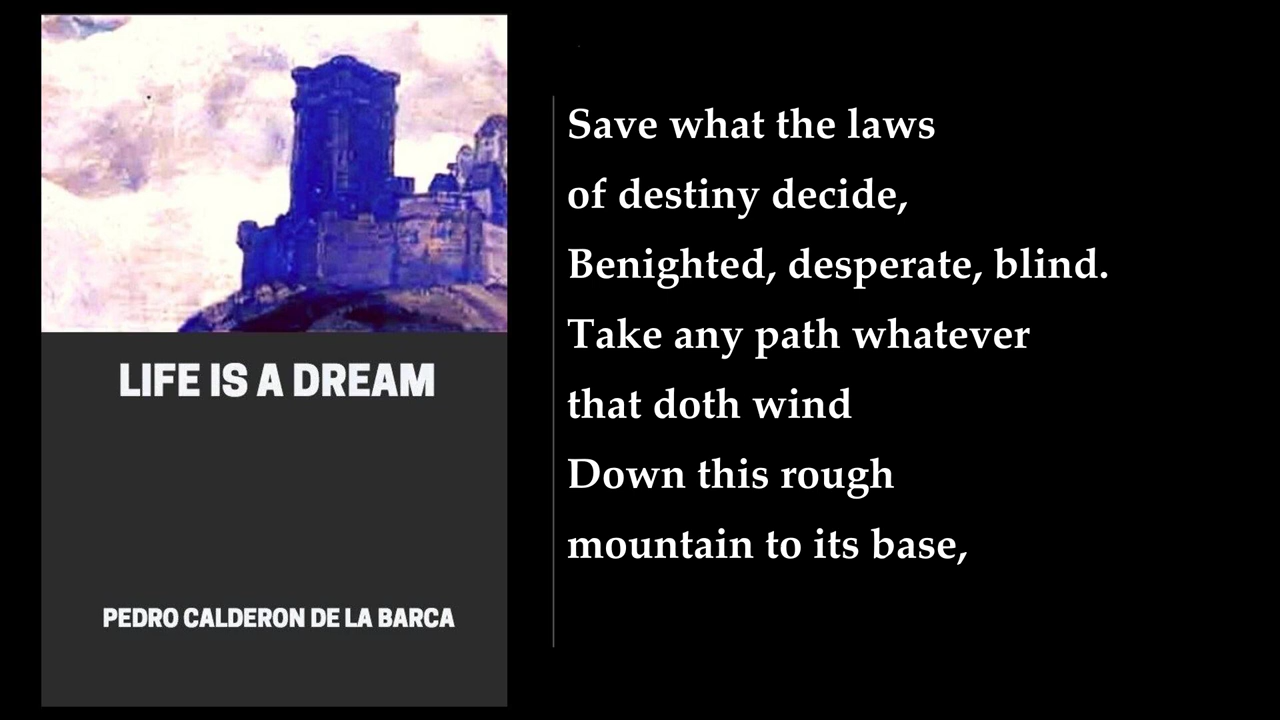 LIFE IS A DREAM
PEDRO CALDERON DE LA BARCA
Save what the laws
of destiny decide,
Benighted, desperate, blind.
Take any path whatever
that doth wind
Down this rough
mountain to its base,